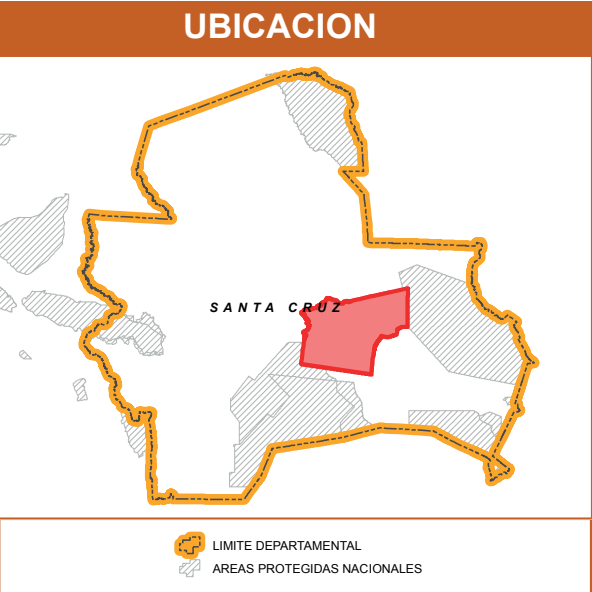 UBICACION
SANTA CRUZ
LIMITE DEPARTAMENTAL
AREAS PROTEGIDAS NACIONALES